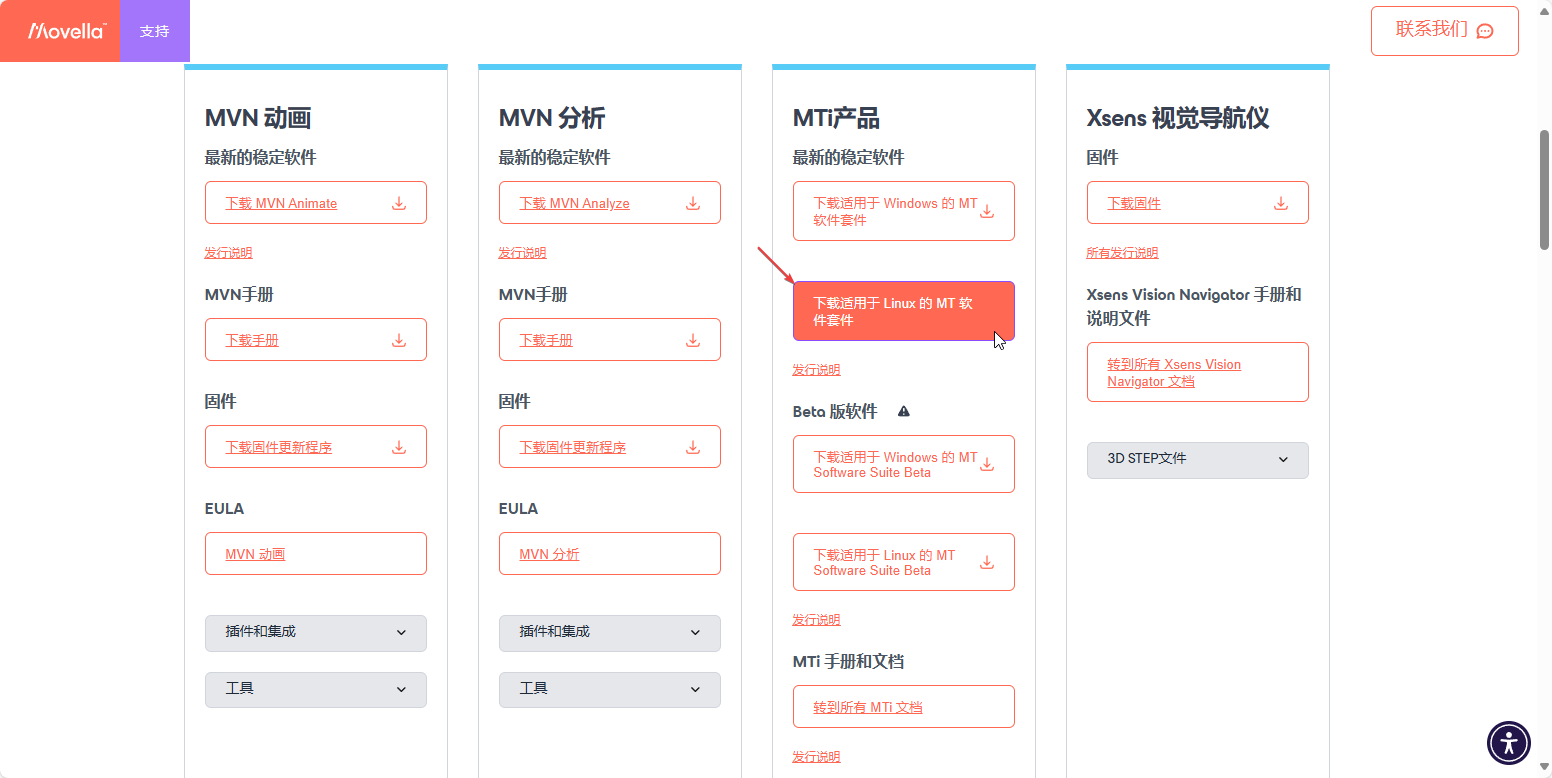 Movella
支持
联系我们
MVN 动画
最新的稳定软件
下载 MVN Animate
发行说明
MVN手册
下载手册
固件
下载固件更新程序
EULA
MVN 动画
插件和集成
工具
MVN 分析
最新的稳定软件
下载 MVN Analyze
发行说明
MVN手册
下载手册
固件
下载固件更新程序
EULA
MVN 分析
插件和集成
工具
MTi产品
最新的稳定软件
下载适用于 Windows 的 MT
软件套件
下载适用于 Linux 的 MT 软
件套件
发行说明
Beta 版软件
下载适用于 Windows 的 MT
Software Suite Beta
下载适用于 Linux 的 MT
Software Suite Beta
发行说明
MTi 手册和文档
转到所有 MTi 文档
发行说明
Xsens 视觉导航仪
固件
下载固件
所有发行说明
Xsens Vision Navigator 手册和
说明文件
转到所有 Xsens Vision
Navigator 文档
3D STEP文件